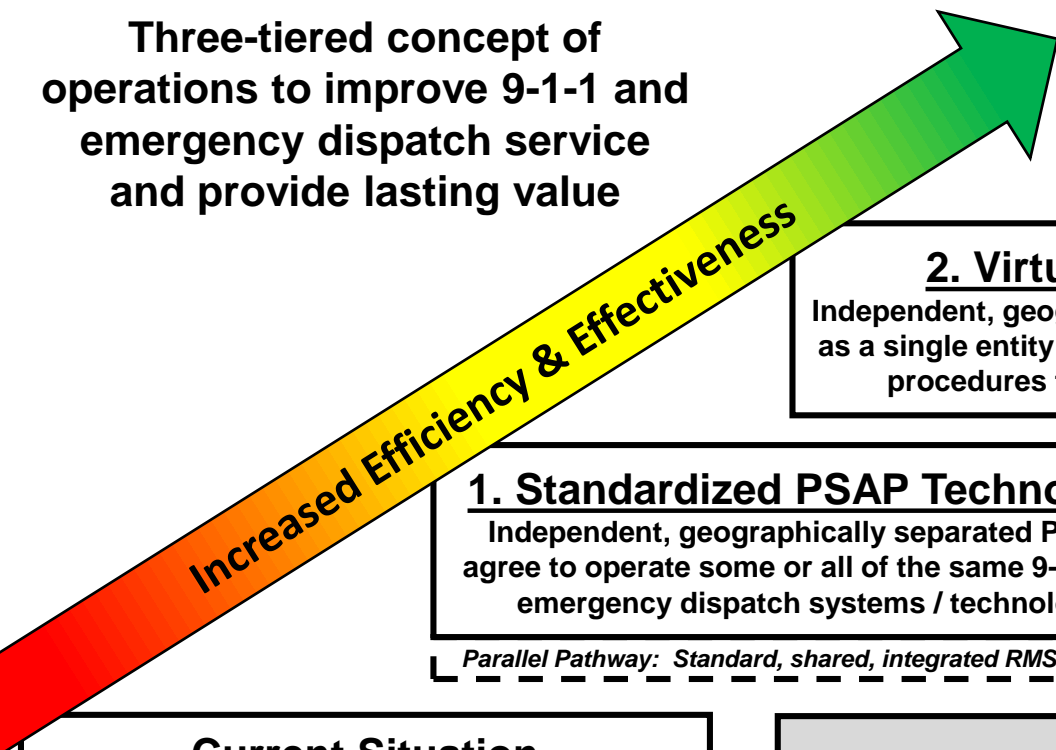 Three-tiered concept of
operations to improve 9-1-1 and
emergency dispatch service
and provide lasting value
Increased Efficiency & Effectiveness
2. Virtu
Independent, geog
as a single entity
procedures
1. Standardized PSAP Techno
Independent, geographically separated P
agree to operate some or all of the same 9-
emergency dispatch systems / technol
Parallel Pathway: Standard, shared, integrated RMS
Current Situation